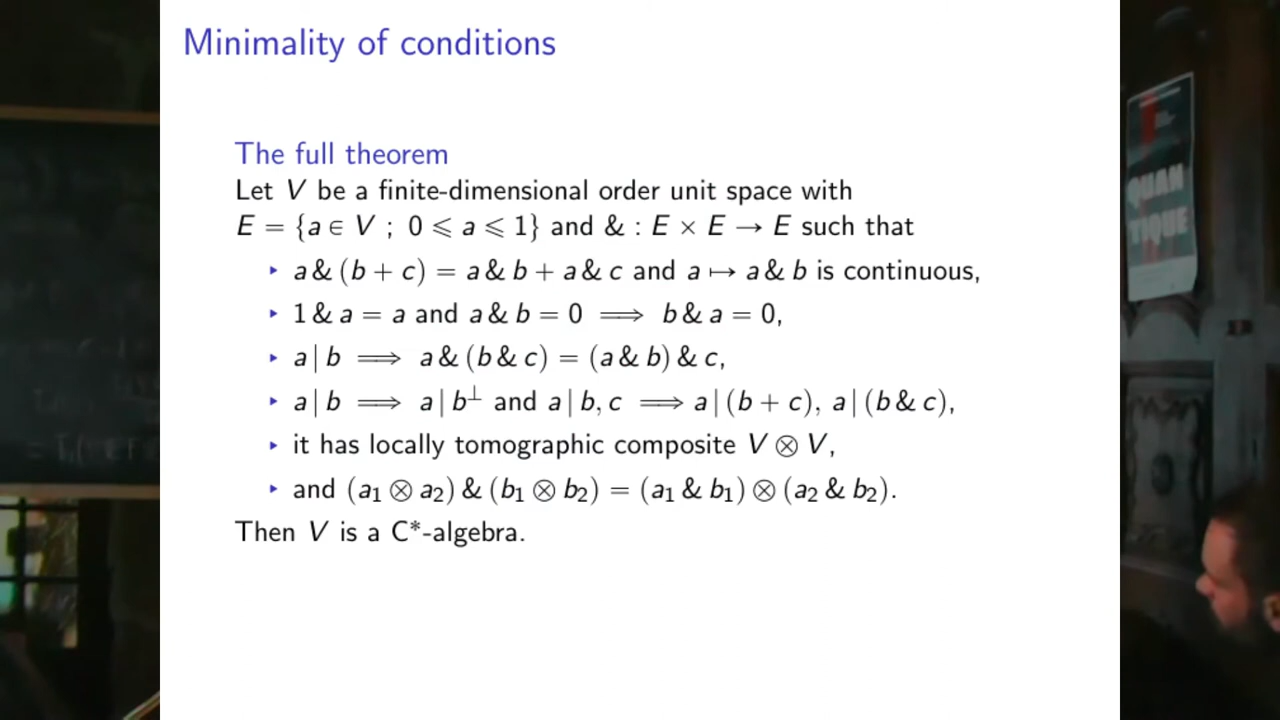 Minimality of conditions
The full theorem
Let V be a finite-dimensional order unit space with
E = {a ∈ V ; 0 ⩽ a ⩽ 1} and & : E × E → E such that
‣ a & (b + c) = a & b + a & c and a ↦ a & b is continuous,
‣ 1 & a = a and a & b = 0 ⟹ b & a = 0,
‣ a | b ⟹ a & (b & c) = (a & b) & c,
‣ a | b ⟹ a | b⊥ and a | b, c ⟹ a | (b + c), a | (b & c),
‣ it has locally tomographic composite V ⊗ V,
‣ and (a₁ ⊗ a₂) & (b₁ ⊗ b₂) = (a₁ & b₁) ⊗ (a₂ & b₂).
Then V is a C*-algebra.
QUAN
TIQUE